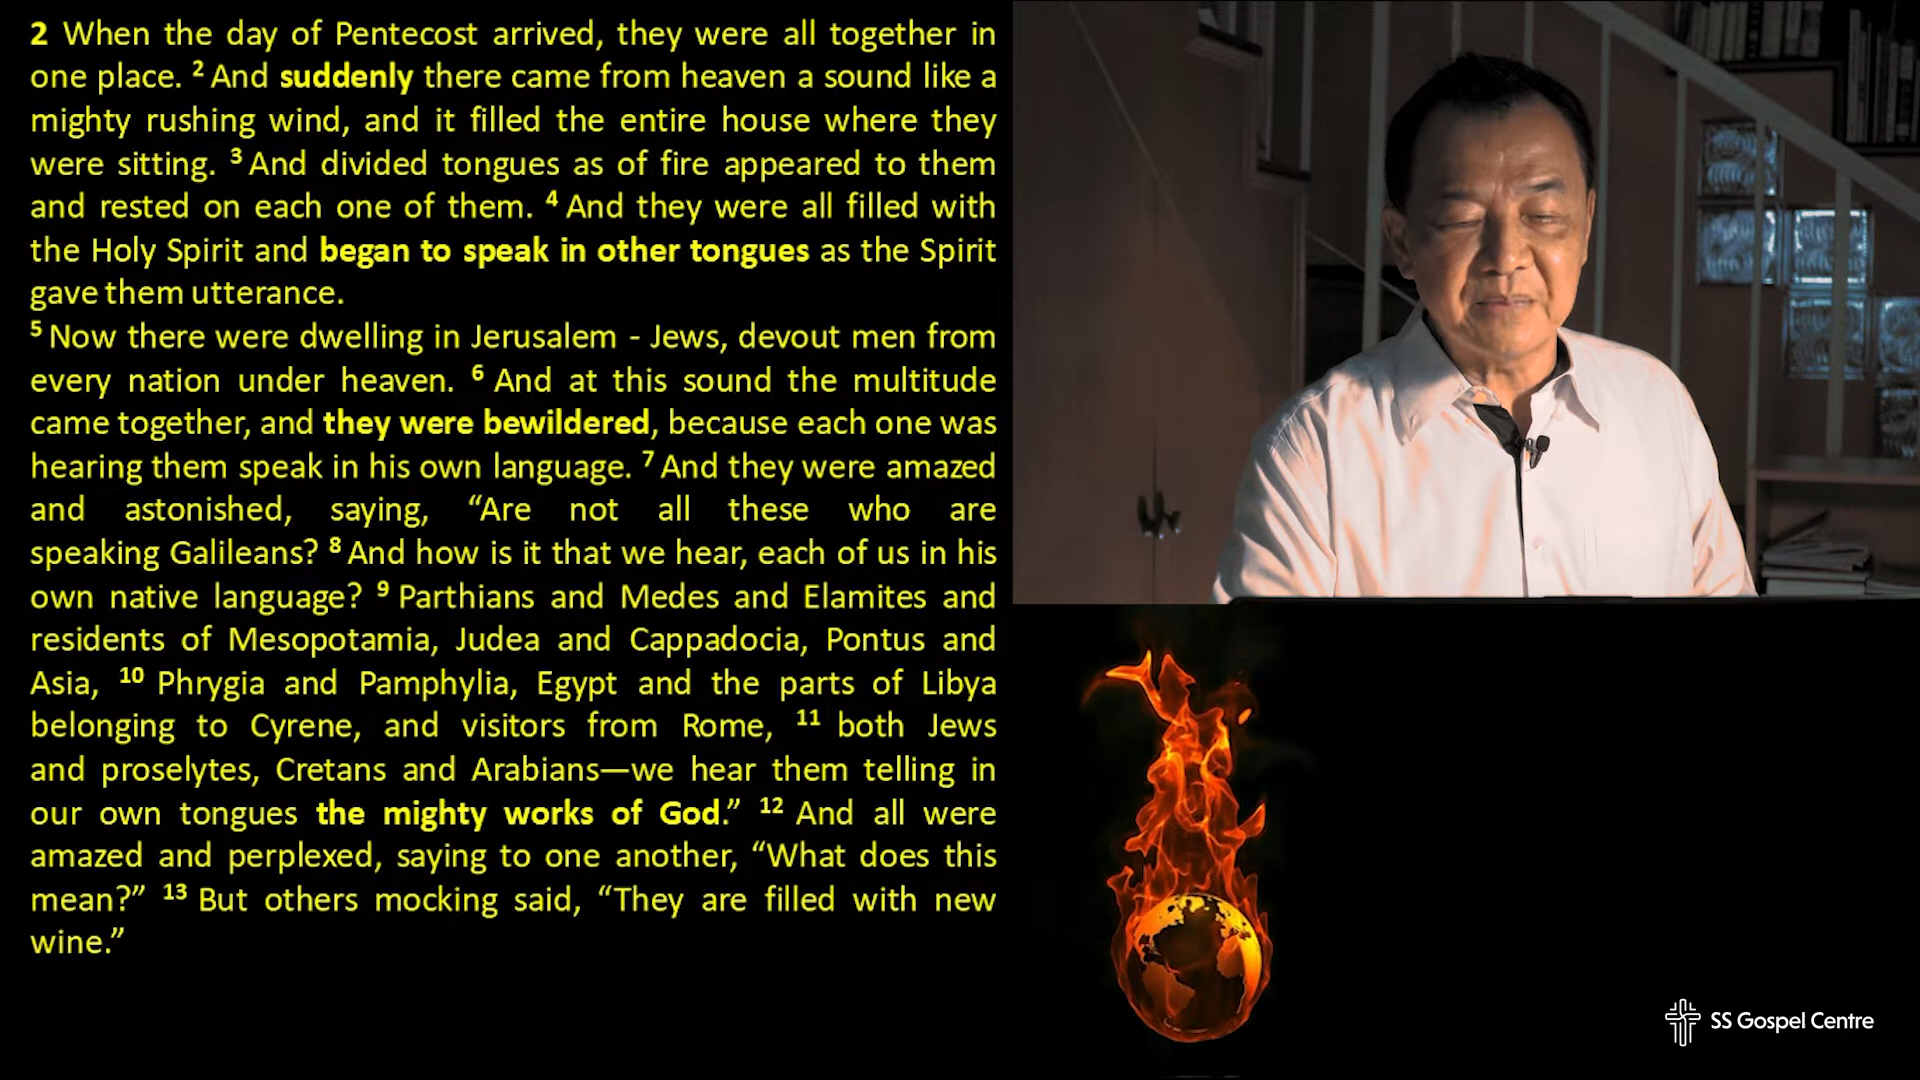 2 When the day of Pentecost arrived, they were all together in
one place. 2 And suddenly there came from heaven a sound like a
mighty rushing wind, and it filled the entire house where they
were sitting. 3 And divided tongues as of fire appeared to them
and rested on each one of them. 4 And they were all filled with
the Holy Spirit and began to speak in other tongues as the Spirit
gave them utterance.
5 Now there were dwelling in Jerusalem - Jews, devout men from
every nation under heaven. 6 And at this sound the multitude
came together, and they were bewildered, because each one was
hearing them speak in his own language. 7 And they were amazed
and astonished, saying, “Are not all these who are
speaking Galileans? 8 And how is it that we hear, each of us in his
own native language? 9 Parthians and Medes and Elamites and
residents of Mesopotamia, Judea and Cappadocia, Pontus and
Asia, 10 Phrygia and Pamphylia, Egypt and the parts of Libya
belonging to Cyrene, and visitors from Rome, 11 both Jews
and proselytes, Cretans and Arabians—we hear them telling in
our own tongues the mighty works of God.” 12 And all were
amazed and perplexed, saying to one another, “What does this
mean?” 13 But others mocking said, “They are filled with new
wine.”
SS Gospel Centre